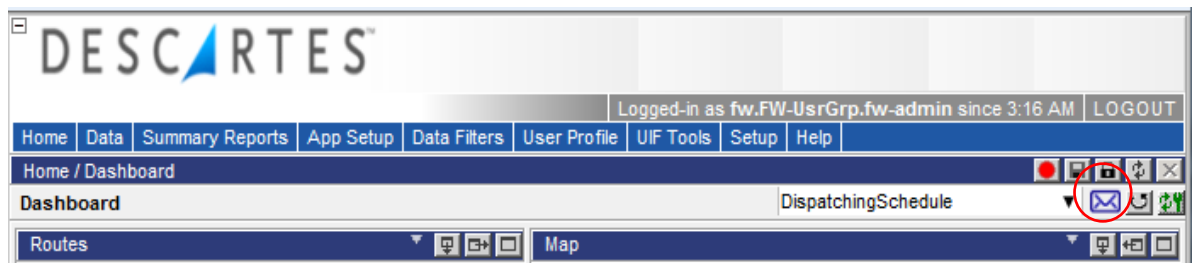 DESCARTES™
Logged-in as fw.FW-UsrGrp.fw-admin since 3:16 AM LOGOUT
Home Data Summary Reports App Setup Data Filters User Profile UIF Tools Setup Help
Home / Dashboard
Dashboard DispatchingSchedule
Routes Map